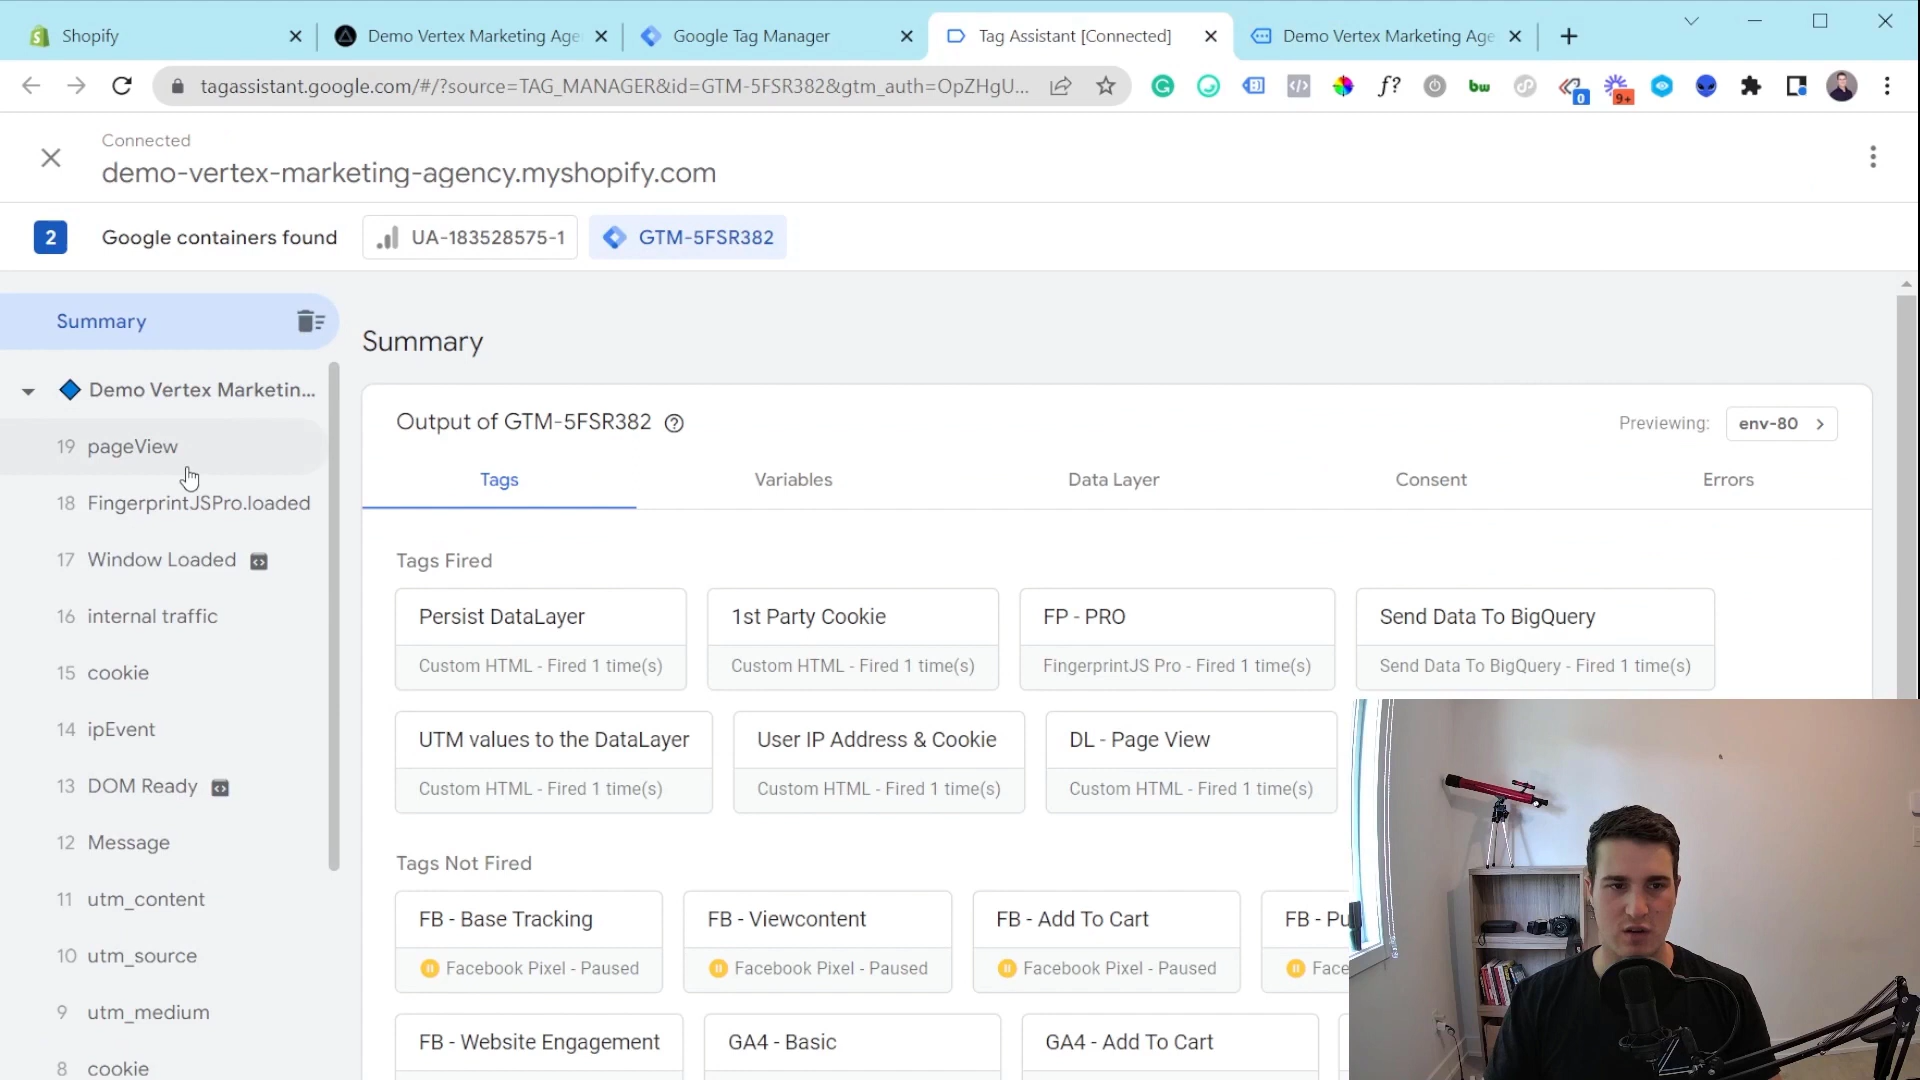 Shopify
Demo Vertex Marketing Age
Google Tag Manager
Tag Assistant [Connected]
Demo Vertex Marketing Age
tagassistant.google.com/#/?source=TAG_MANAGER&id=GTM-5FSR382&gtm_auth=OpZHgU...
f?
bw
0
9+
Connected
demo-vertex-marketing-agency.myshopify.com
2
Google containers found
UA-183528575-1
GTM-5FSR382
Summary
Demo Vertex Marketin...
19 pageView
18 FingerprintJSPro.loaded
17 Window Loaded
16 internal traffic
15 cookie
14 ipEvent
13 DOM Ready
12 Message
11 utm_content
10 utm_source
9 utm_medium
8 cookie
Summary
Output of GTM-5FSR382
Previewing: env-80
Tags
Variables
Data Layer
Consent
Errors
Tags Fired
Persist DataLayer
Custom HTML - Fired 1 time(s)
1st Party Cookie
Custom HTML - Fired 1 time(s)
FP - PRO
FingerprintJS Pro - Fired 1 time(s)
Send Data To BigQuery
Send Data To BigQuery - Fired 1 time(s)
UTM values to the DataLayer
Custom HTML - Fired 1 time(s)
User IP Address & Cookie
Custom HTML - Fired 1 time(s)
DL - Page View
Custom HTML - Fired 1 time(s)
Tags Not Fired
FB - Base Tracking
Facebook Pixel - Paused
FB - Viewcontent
Facebook Pixel - Paused
FB - Add To Cart
Facebook Pixel - Paused
FB - Pu
Face
FB - Website Engagement
GA4 - Basic
GA4 - Add To Cart